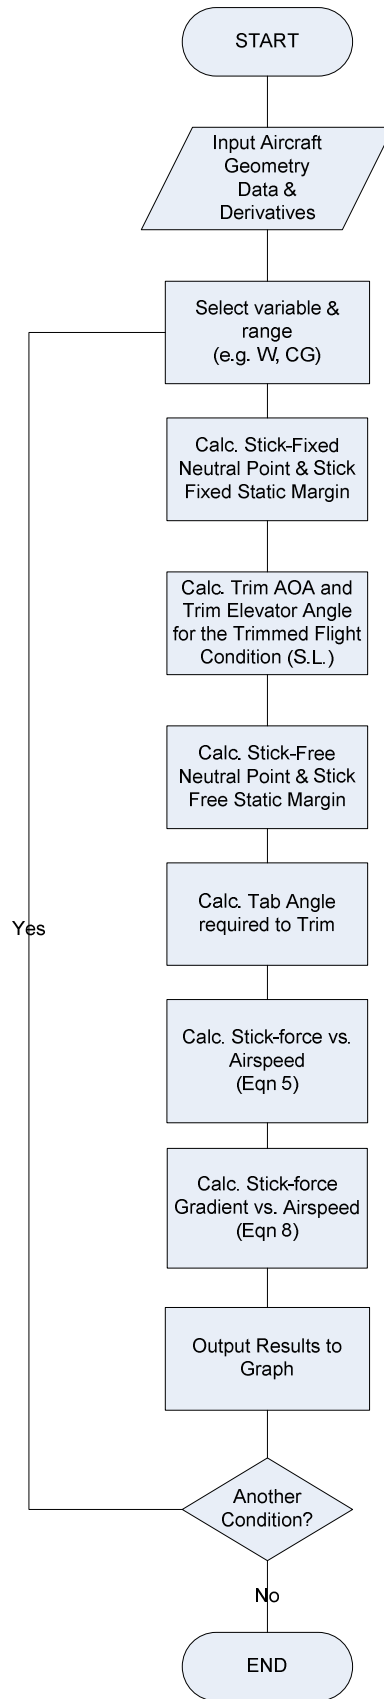 START
Input Aircraft
Geometry
Data &
Derivatives
Select variable &
range
(e.g. W, CG)
Calc. Stick-Fixed
Neutral Point & Stick
Fixed Static Margin
Calc. Trim AOA and
Trim Elevator Angle
for the Trimmed Flight
Condition (S.L.)
Calc. Stick-Free
Neutral Point & Stick
Free Static Margin
Calc. Tab Angle
required to Trim
Yes
Calc. Stick-force vs.
Airspeed
(Eqn 5)
Calc. Stick-force
Gradient vs. Airspeed
(Eqn 8)
Output Results to
Graph
Another
Condition?
No
END